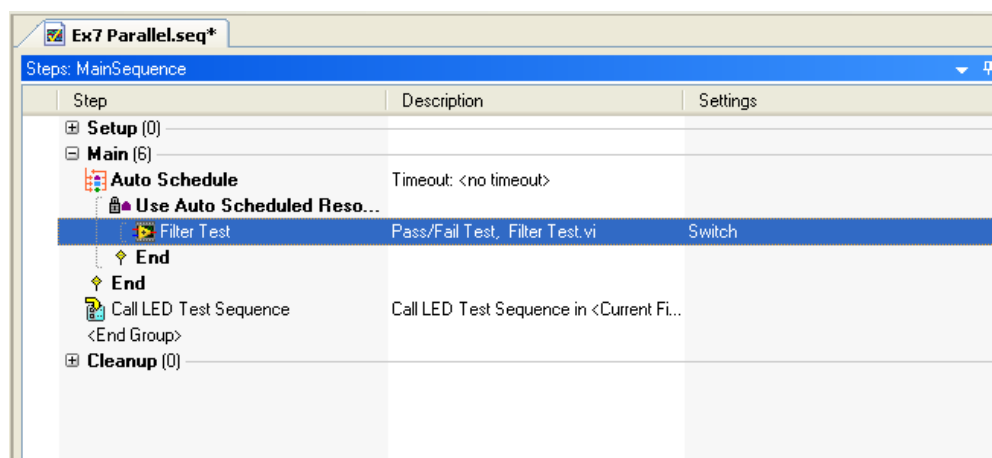 Ex7 Parallel.seq*
Steps: MainSequence
Step Description Settings
Setup (0)
Main (6)
Auto Schedule Timeout: <no timeout>
Use Auto Scheduled Reso...
Filter Test Pass/Fail Test, Filter Test.vi Switch
End
End
Call LED Test Sequence Call LED Test Sequence in <Current Fi...
<End Group>
Cleanup (0)